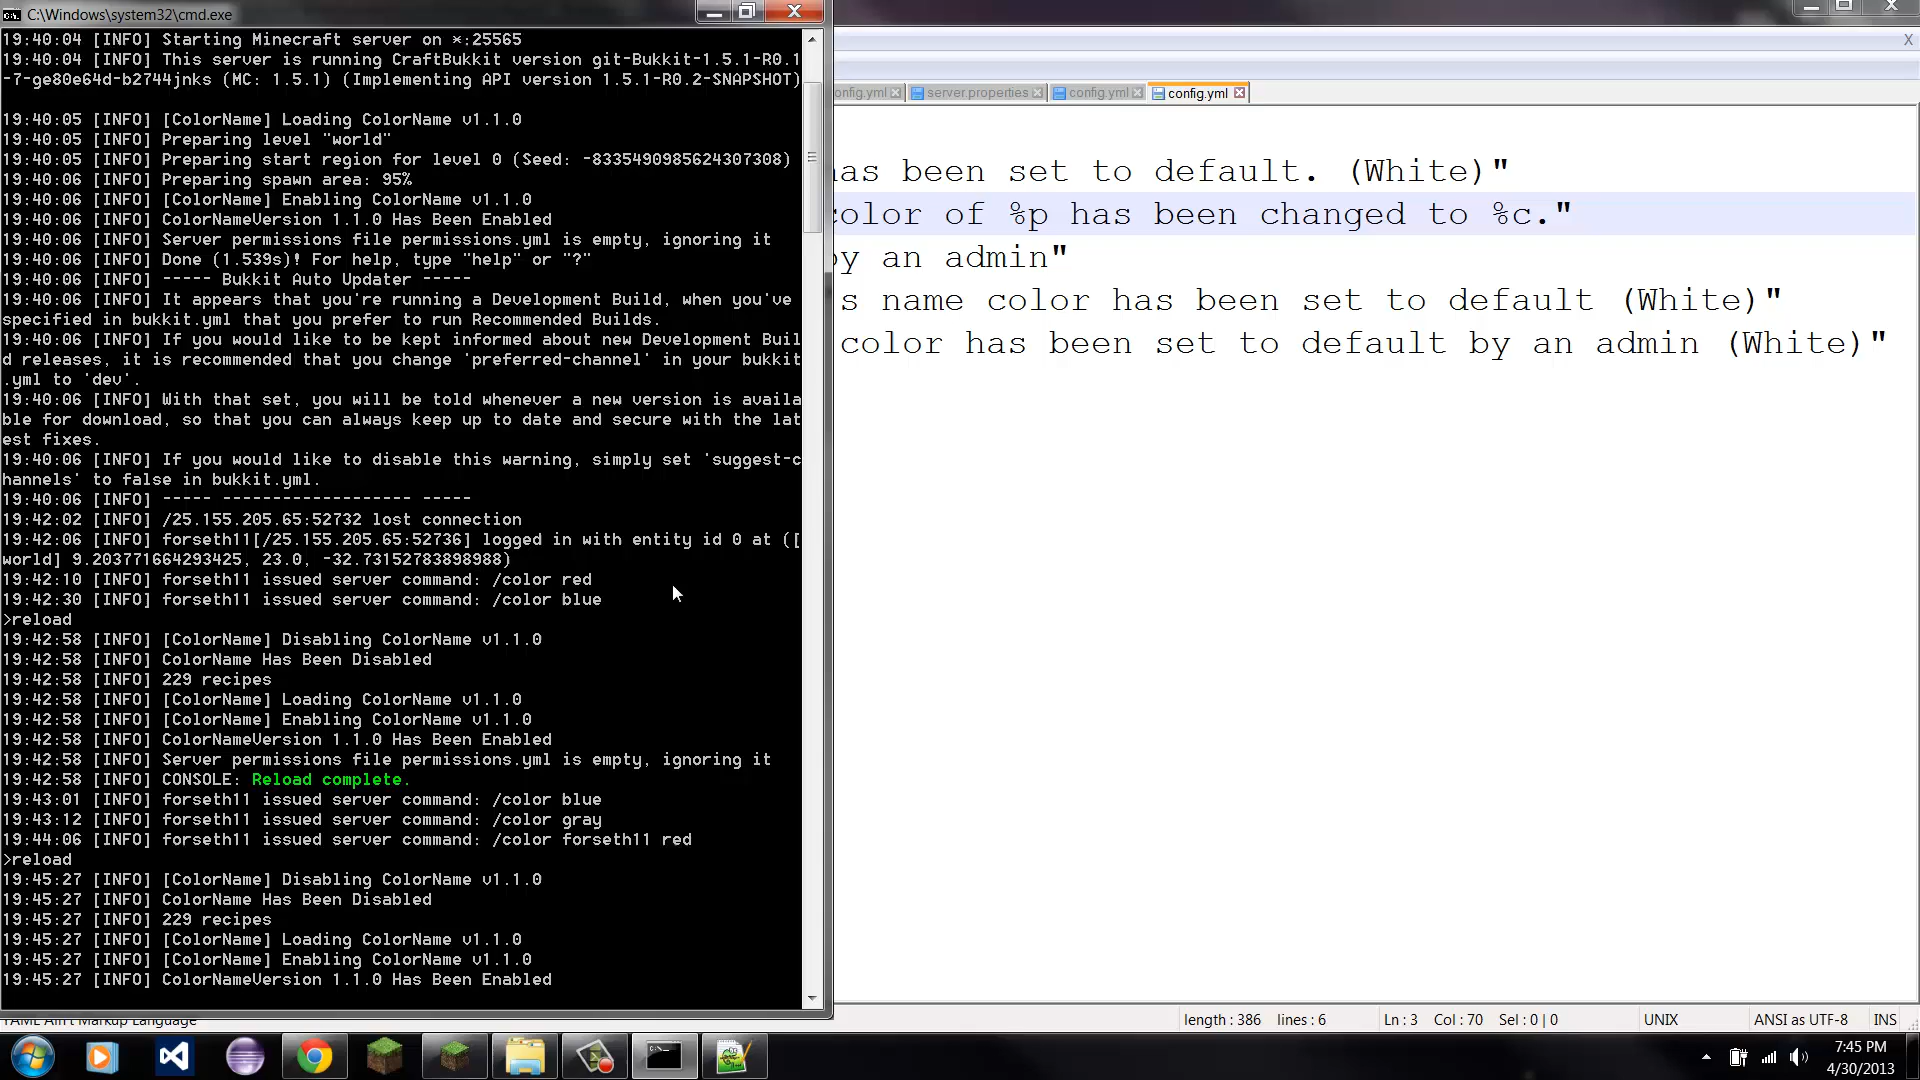 C:\Windows\system32\cmd.exe
19:40:04 [INFO] Starting Minecraft server on *:25565
19:40:04 [INFO] This server is running CraftBukkit version git-Bukkit-1.5.1-R0.1
-7-ge80e64d-b2744jnks (MC: 1.5.1) (Implementing API version 1.5.1-R0.2-SNAPSHOT)
19:40:05 [INFO] [ColorName] Loading ColorName v1.1.0
19:40:05 [INFO] Preparing level "world"
19:40:05 [INFO] Preparing start region for level 0 (Seed: -8335490985624307308)
19:40:06 [INFO] Preparing spawn area: 95%
19:40:06 [INFO] [ColorName] Enabling ColorName v1.1.0
19:40:06 [INFO] ColorNameVersion 1.1.0 Has Been Enabled
19:40:06 [INFO] Server permissions file permissions.yml is empty, ignoring it
19:40:06 [INFO] Done (1.539s)! For help, type "help" or "?"
19:40:06 [INFO] ----- Bukkit Auto Updater -----
19:40:06 [INFO] It appears that you're running a Development Build, when you've
specified in bukkit.yml that you prefer to run Recommended Builds.
19:40:06 [INFO] If you would like to be kept informed about new Development Buil
d releases, it is recommended that you change 'preferred-channel' in your bukkit
.yml to 'dev'.
19:40:06 [INFO] With that set, you will be told whenever a new version is availa
ble for download, so that you can always keep up to date and secure with the lat
est fixes.
19:40:06 [INFO] If you would like to disable this warning, simply set 'suggest-c
hannels' to false in bukkit.yml.
19:40:06 [INFO] ----- ------------------- -----
19:42:02 [INFO] /25.155.205.65:52732 lost connection
19:42:06 [INFO] forseth11[/25.155.205.65:52736] logged in with entity id 0 at ([
world] 9.203771664293425, 23.0, -32.73152783898988)
19:42:10 [INFO] forseth11 issued server command: /color red
19:42:30 [INFO] forseth11 issued server command: /color blue
>reload
19:42:58 [INFO] [ColorName] Disabling ColorName v1.1.0
19:42:58 [INFO] ColorName Has Been Disabled
19:42:58 [INFO] 229 recipes
19:42:58 [INFO] [ColorName] Loading ColorName v1.1.0
19:42:58 [INFO] [ColorName] Enabling ColorName v1.1.0
19:42:58 [INFO] ColorNameVersion 1.1.0 Has Been Enabled
19:42:58 [INFO] Server permissions file permissions.yml is empty, ignoring it
19:42:58 [INFO] CONSOLE: Reload complete.
19:43:01 [INFO] forseth11 issued server command: /color blue
19:43:12 [INFO] forseth11 issued server command: /color gray
19:44:06 [INFO] forseth11 issued server command: /color forseth11 red
>reload
19:45:27 [INFO] [ColorName] Disabling ColorName v1.1.0
19:45:27 [INFO] ColorName Has Been Disabled
19:45:27 [INFO] 229 recipes
19:45:27 [INFO] [ColorName] Loading ColorName v1.1.0
19:45:27 [INFO] [ColorName] Enabling ColorName v1.1.0
19:45:27 [INFO] ColorNameVersion 1.1.0 Has Been Enabled
onfig.yml server.properties config.yml config.yml
has been set to default. (White)"
color of %p has been changed to %c."
by an admin"
s name color has been set to default (White)"
color has been set to default by an admin (White)"
YAML Ain't Markup Language
length : 386 lines : 6 Ln : 3 Col : 70 Sel : 0 | 0 UNIX ANSI as UTF-8 INS
7:45 PM
4/30/2013